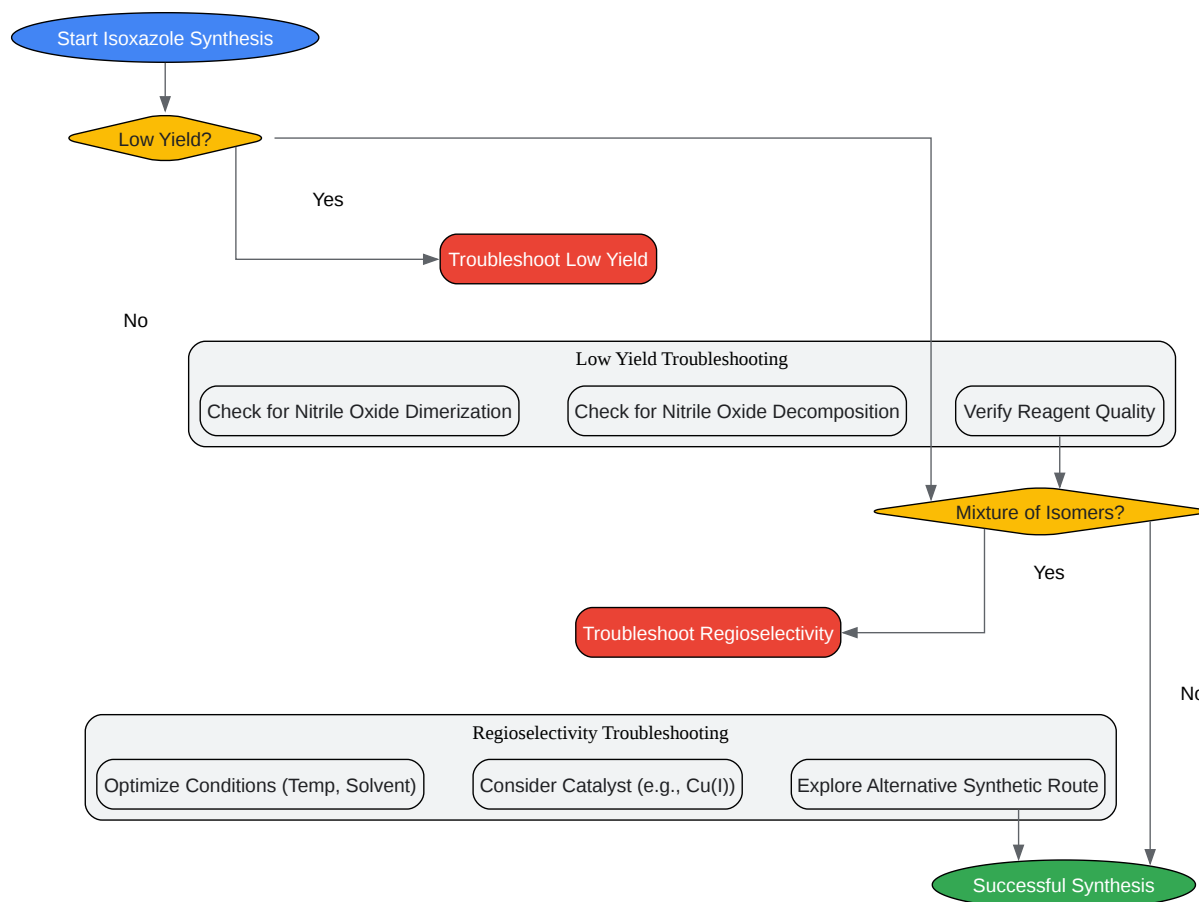 Start Isoxazole Synthesis
Low Yield?
Yes
Troubleshoot Low Yield
No
Low Yield Troubleshooting
Check for Nitrile Oxide Dimerization
Check for Nitrile Oxide Decomposition
Verify Reagent Quality
Mixture of Isomers?
Yes
Troubleshoot Regioselectivity
No
Regioselectivity Troubleshooting
Optimize Conditions (Temp, Solvent)
Consider Catalyst (e.g., Cu(I))
Explore Alternative Synthetic Route
Successful Synthesis